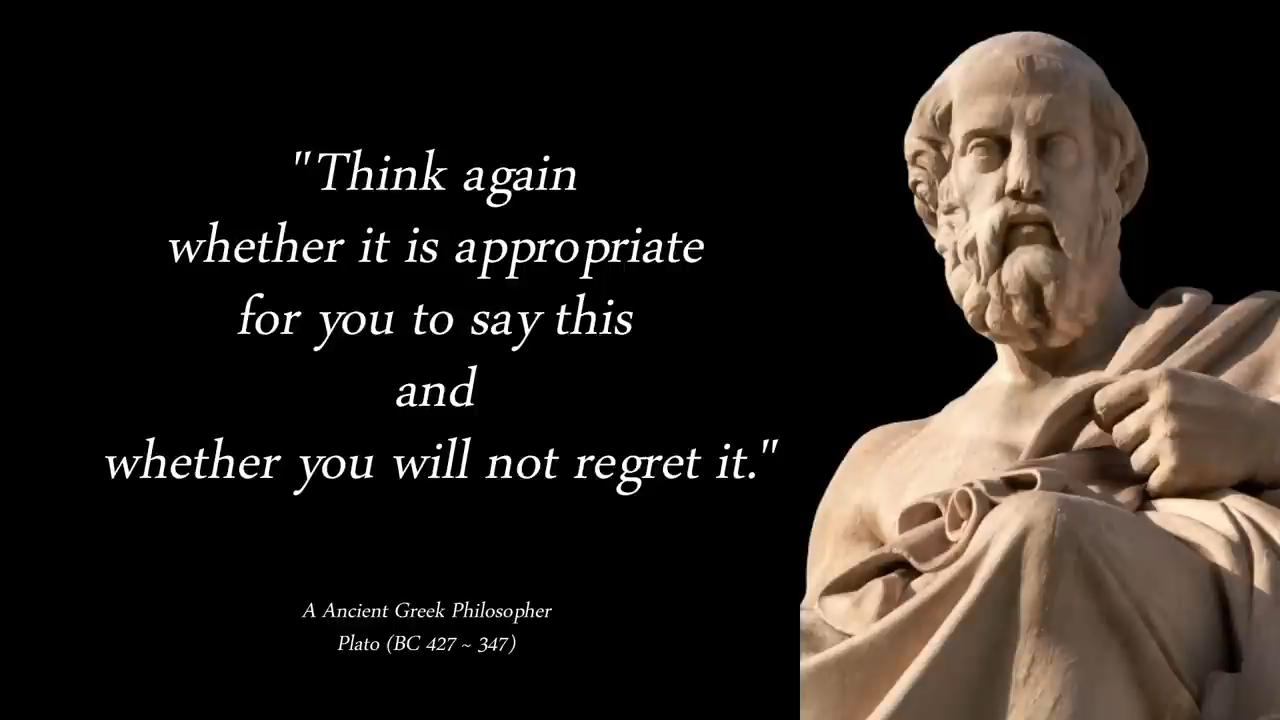 "Think again
whether it is appropriate
for you to say this
and
whether you will not regret it."
A Ancient Greek Philosopher
Plato (BC 427 ~ 347)